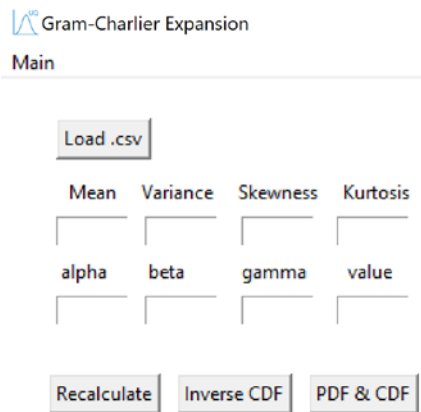 UQ Gram-Charlier Expansion
Main
Load .csv
Mean Variance Skewness Kurtosis
alpha beta gamma value
Recalculate Inverse CDF PDF & CDF